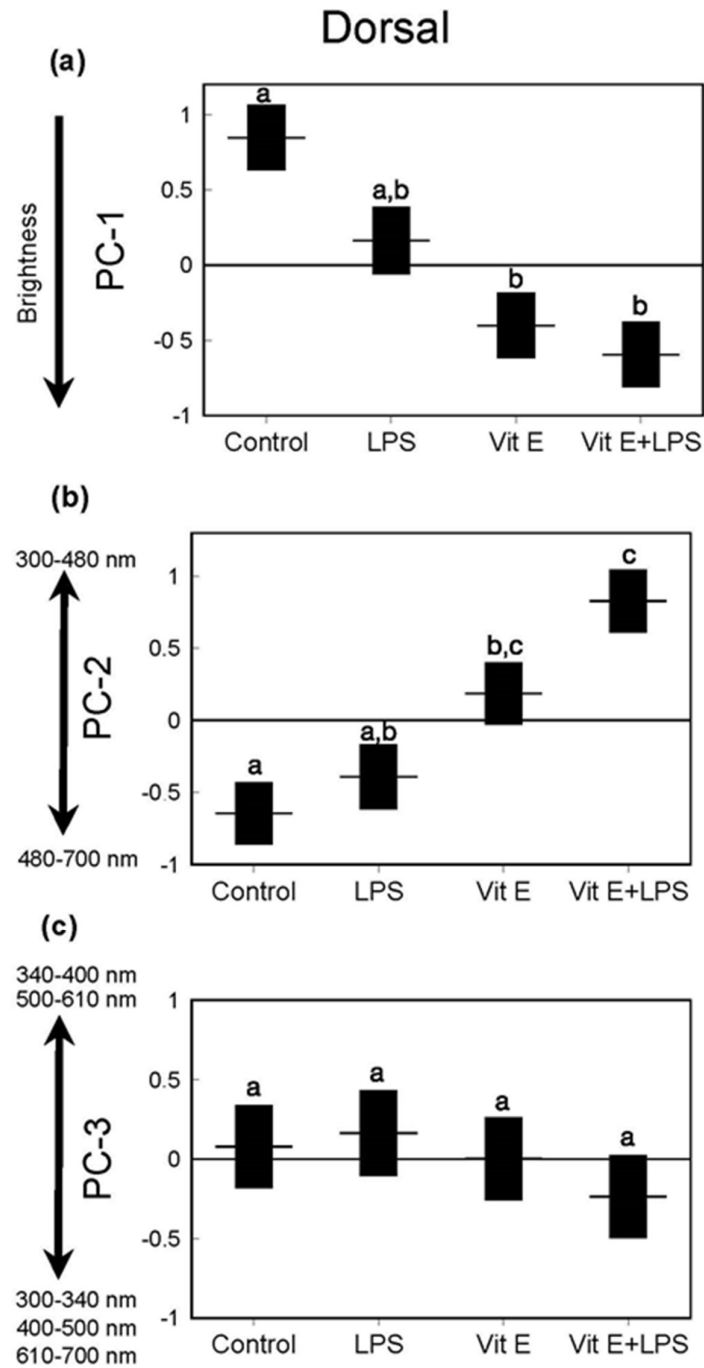 Dorsal
(a)
Brightness
PC-1
1
0.5
0
-0 5
-1
a
a,b
b
b
Control LPS Vit E Vit E+LPS
(b)
300-480 nm
PC-2
480-700 nm
1
0.5
0
-0.5
-1
a
a,b
b,c
c
Control LPS Vit E Vit E+LPS
(c)
340-400 nm
500-610 nm
PC-3
300-340 nm
400-500 nm
610-700 nm
1
0.5
0
-0.5
-1
a
a
a
a
Control LPS Vit E Vit E+LPS